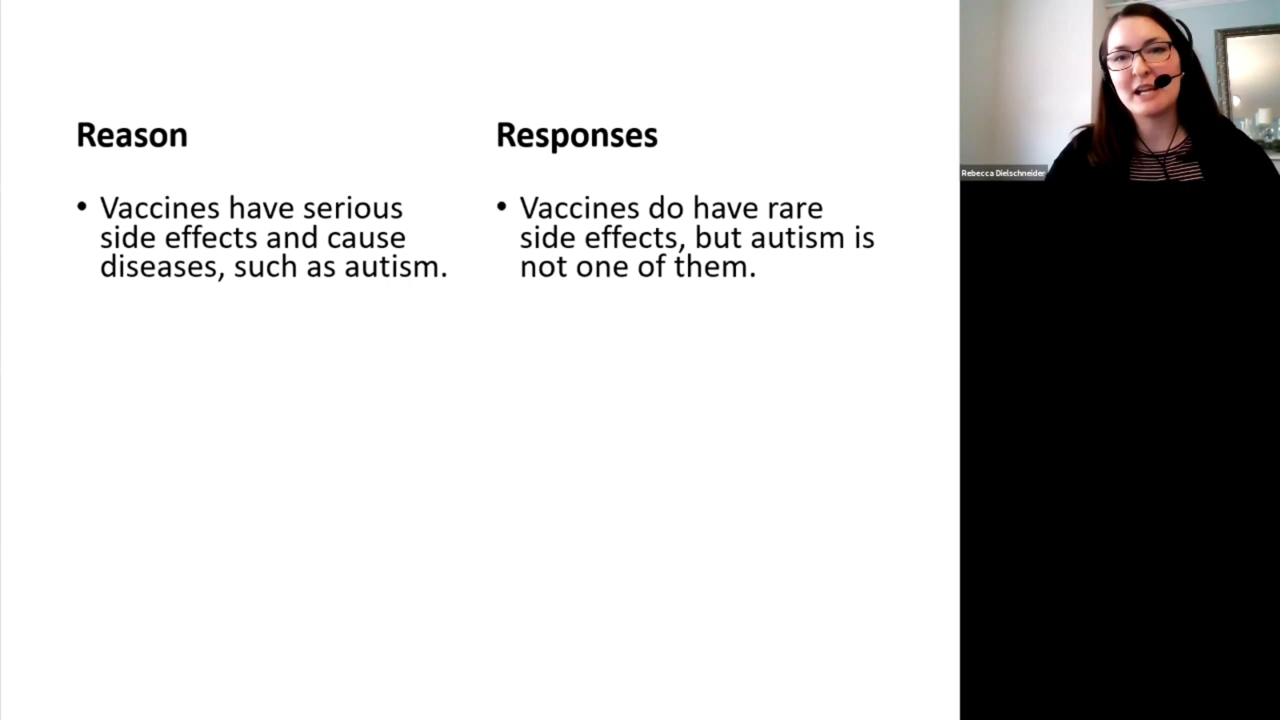 Reason
• Vaccines have serious
side effects and cause
diseases, such as autism.
Responses
• Vaccines do have rare
side effects, but autism is
not one of them.
Rebecca Dielschneider